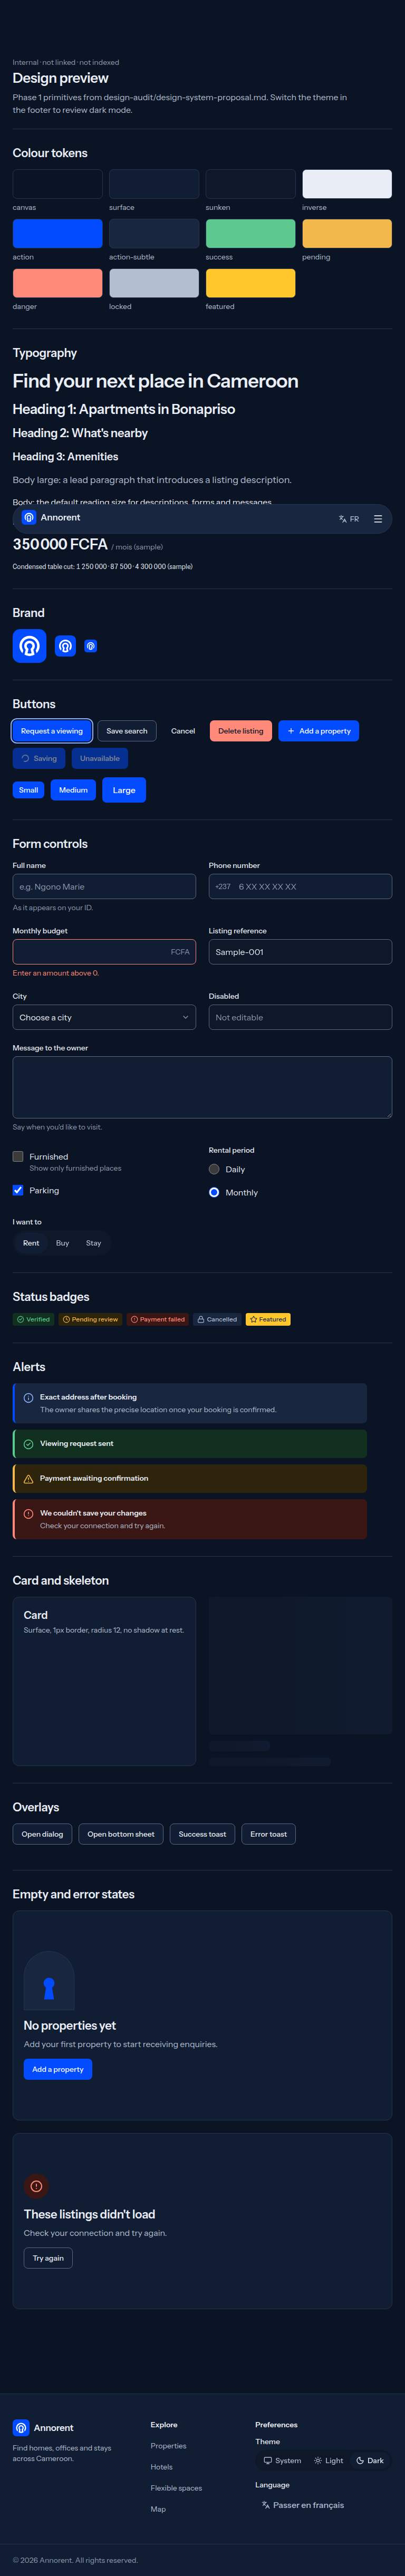 Internal · not linked · not indexed
Design preview
Phase 1 primitives from design-audit/design-system-proposal.md. Switch the theme in
the footer to review dark mode.
Colour tokens
canvas
surface
sunken
inverse
action
action-subtle
success
pending
danger
locked
featured
Typography
Find your next place in Cameroon
Heading 1: Apartments in Bonapriso
Heading 2: What's nearby
Heading 3: Amenities
Body large: a lead paragraph that introduces a listing description.
Body: the default reading size for descriptions, forms and messages.
Annorent
FR
350 000 FCFA / mois (sample)
Condensed table cut: 1 250 000 · 87 500 · 4 300 000 (sample)
Brand
Buttons
Request a viewing
Save search
Cancel
Delete listing
Add a property
Saving
Unavailable
Small
Medium
Large
Form controls
Full name
Phone number
e.g. Ngono Marie
+237 6 XX XX XX XX
As it appears on your ID.
Monthly budget
Listing reference
FCFA
Sample-001
Enter an amount above 0.
City
Disabled
Choose a city
Not editable
Message to the owner
Say when you'd like to visit.
Furnished
Show only furnished places
Parking
Rental period
Daily
Monthly
I want to
Rent
Buy
Stay
Status badges
Verified
Pending review
Payment failed
Cancelled
Featured
Alerts
Exact address after booking
The owner shares the precise location once your booking is confirmed.
Viewing request sent
Payment awaiting confirmation
We couldn't save your changes
Check your connection and try again.
Card and skeleton
Card
Surface, 1px border, radius 12, no shadow at rest.
Overlays
Open dialog
Open bottom sheet
Success toast
Error toast
Empty and error states
No properties yet
Add your first property to start receiving enquiries.
Add a property
These listings didn't load
Check your connection and try again.
Try again
Annorent
Find homes, offices and stays
across Cameroon.
Explore
Properties
Hotels
Flexible spaces
Map
Preferences
Theme
System
Light
Dark
Language
Passer en français
© 2026 Annorent. All rights reserved.